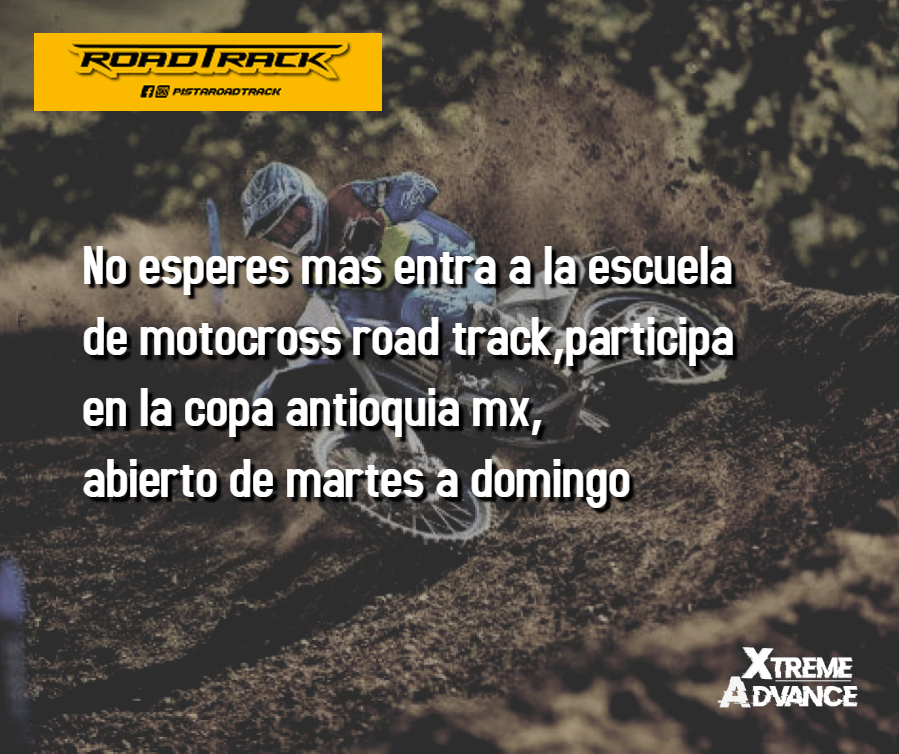 ROADTRACK
PISTAROADTRACK
No esperes mas entra a la escuela
de motocross road track,participa
en la copa antioquia mx,
abierto de martes a domingo
XTREME
ADVANCE